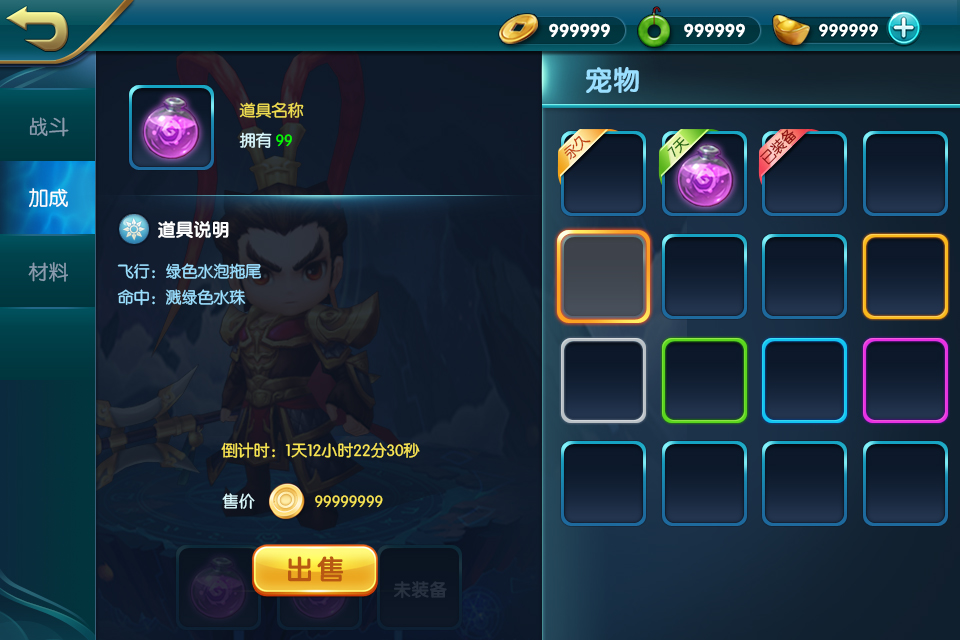 999999
999999
999999
战斗
加成
材料
道具名称
拥有 99
道具说明
飞行：绿色水泡拖尾
命中：溅绿色水珠
倒计时：1天12小时22分30秒
售价 99999999
出售
未装备
宠物
永久
7天
已装备